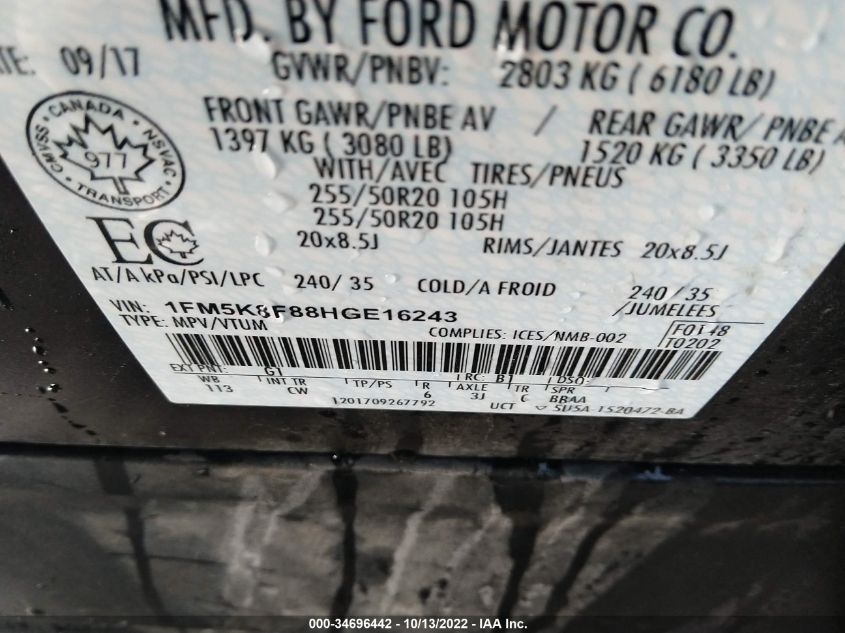 MFD. BY FORD MOTOR CO.
TE: 09/17
GVWR/PNBV: 2803 KG ( 6180 LB)
FRONT GAWR/PNBE AV / REAR GAWR/ PNBE A
1397 KG ( 3080 LB) 1520 KG ( 3350 LB)
WITH/AVEC TIRES/PNEUS
255/50R20 105H
255/50R20 105H
20x8.5J RIMS/JANTES 20x8.5J
CANADA
CMVSS NSVAC
977
TRANSPORT
EC
AT/A kPa/PSI/LPC 240/ 35 COLD/A FROID 240 / 35
/JUMELEES
VIN: 1FM5K8F88HGE16243
TYPE: MPV/VTUM COMPLIES: ICES/NMB-002
F0148
T0202
EXT PNT: G1 RC: B1 DSO:
WB INT TR TP/PS R AXLE TR SPR
113 CW 6 3J BBAA
1201709267792 UCT SU5A-1520472-BA
000-34696442 - 10/13/2022 - IAA Inc.